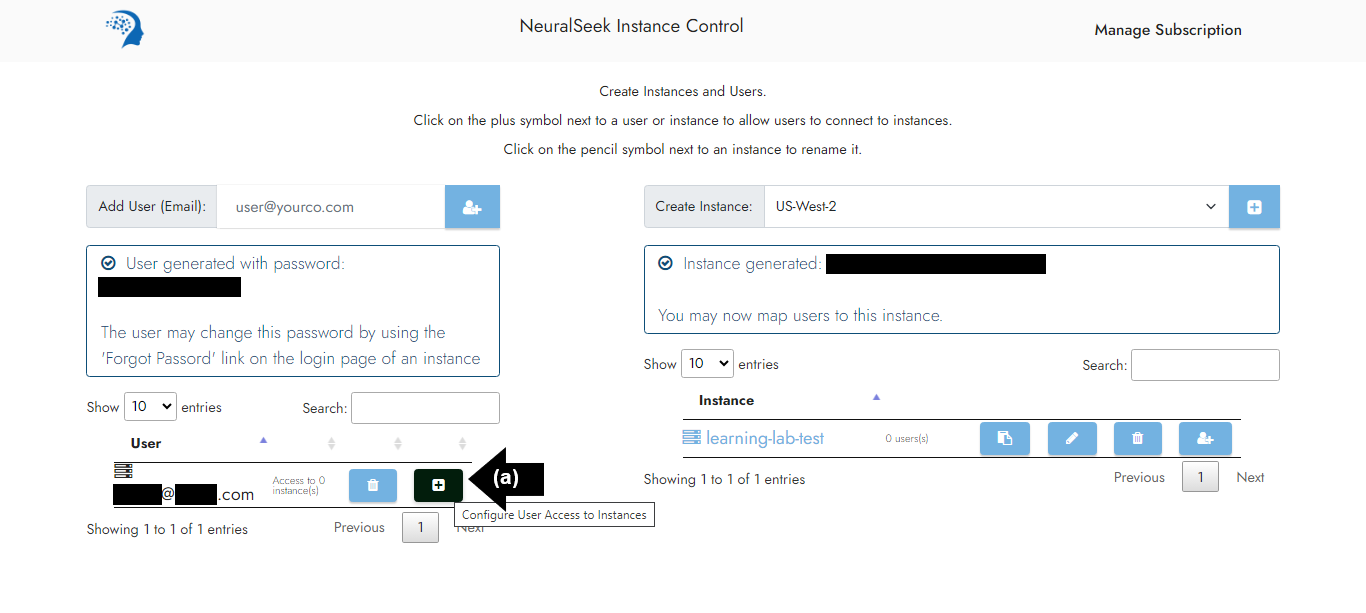 NeuralSeek Instance Control
Manage Subscription
Create Instances and Users.
Click on the plus symbol next to a user or instance to allow users to connect to instances.
Click on the pencil symbol next to an instance to rename it.
Add User (Email):
user@yourco.com
User generated with password:
The user may change this password by using the
'Forgot Passord' link on the login page of an instance
Show 10 entries
Search:
User
@ .com
Access to 0
instance(s)
(a)
Configure User Access to Instances
Showing 1 to 1 of 1 entries
Previous 1 Next
Create Instance:
US-West-2
Instance generated:
You may now map users to this instance.
Show 10 entries
Search:
Instance
learning-lab-test
0 users(s)
Showing 1 to 1 of 1 entries
Previous 1 Next